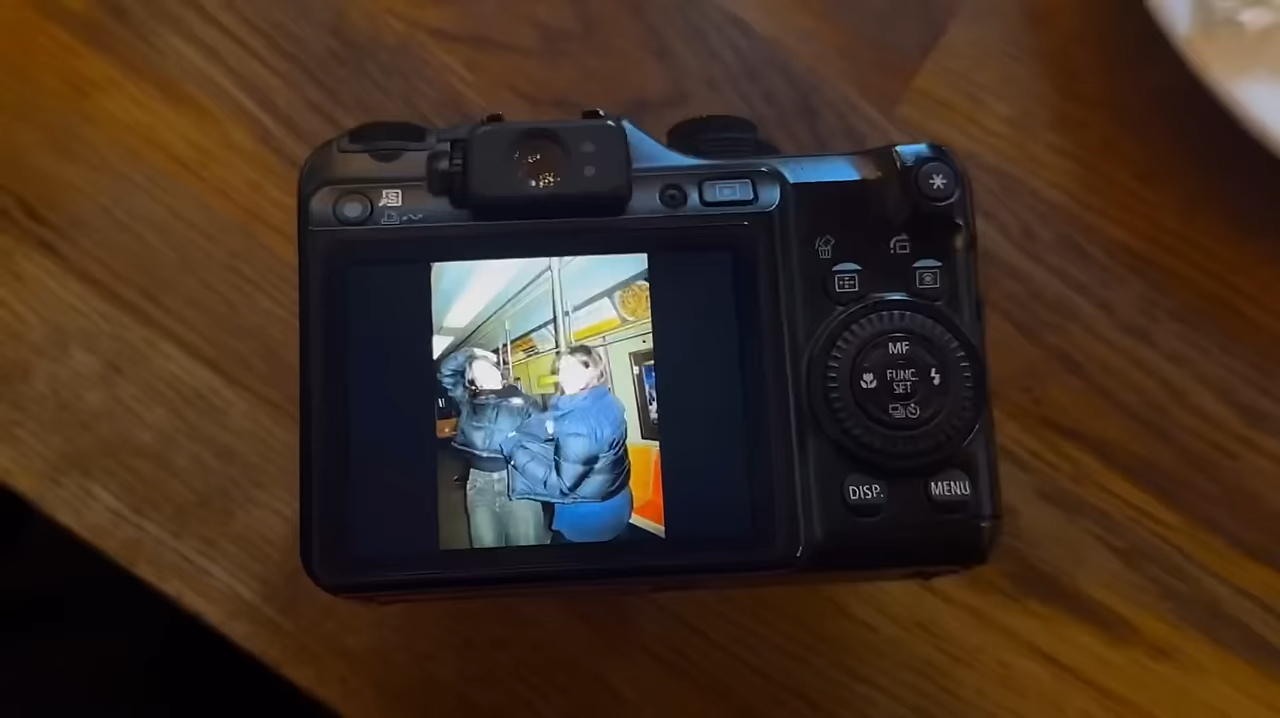 S
*
MF
FUNC.
SET
DISP.
MENU